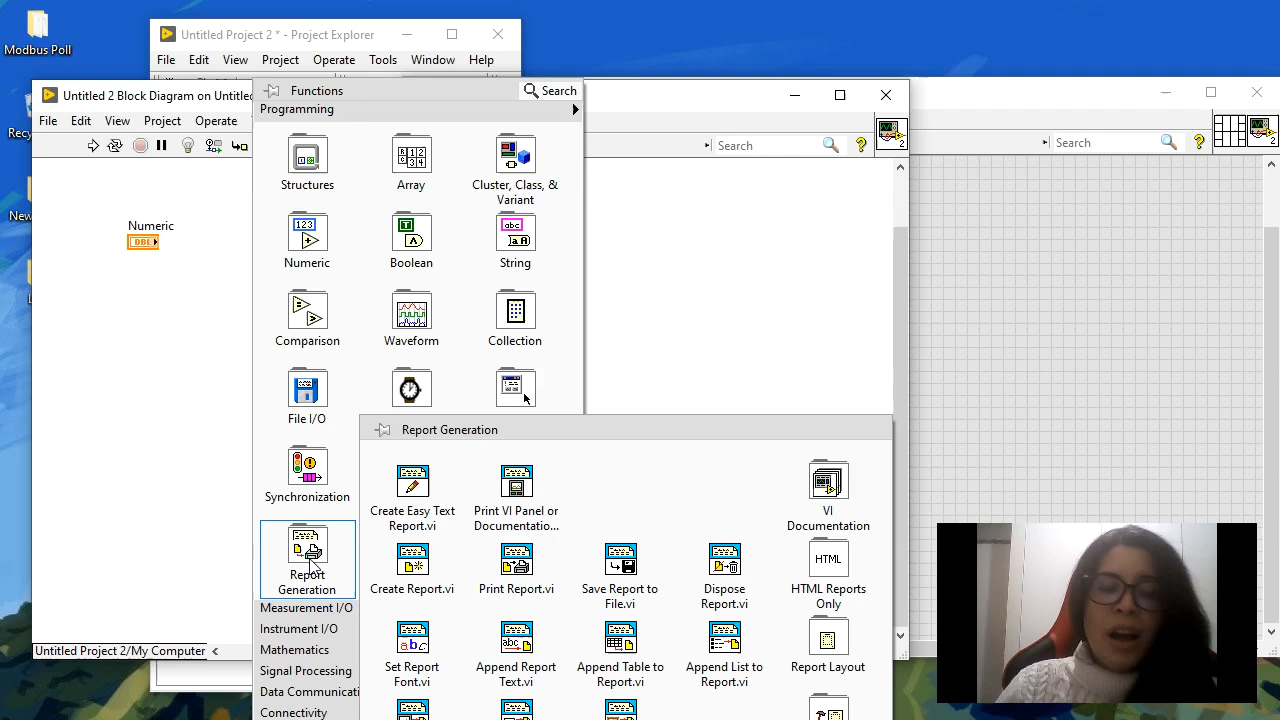 Modbus Poll
Untitled Project 2 * - Project Explorer
File Edit View Project Operate Tools Window Help
Untitled 2 Block Diagram on Untitled
File Edit View Project Operate
Search
Search
Numeric
DBL
Functions
Search
Programming
Structures
Array
Cluster, Class, &
Variant
Numeric
Boolean
String
Comparison
Waveform
Collection
File I/O
Synchronization
Report
Generation
Measurement I/O
Instrument I/O
Mathematics
Signal Processing
Data Communicati
Connectivity
Report Generation
Create Easy Text
Report.vi
Print VI Panel or
Documentatio...
VI
Documentation
Create Report.vi
Print Report.vi
Save Report to
File.vi
Dispose
Report.vi
HTML
HTML Reports
Only
Set Report
Font.vi
Append Report
Text.vi
Append Table to
Report.vi
Append List to
Report.vi
Report Layout
Untitled Project 2/My Computer